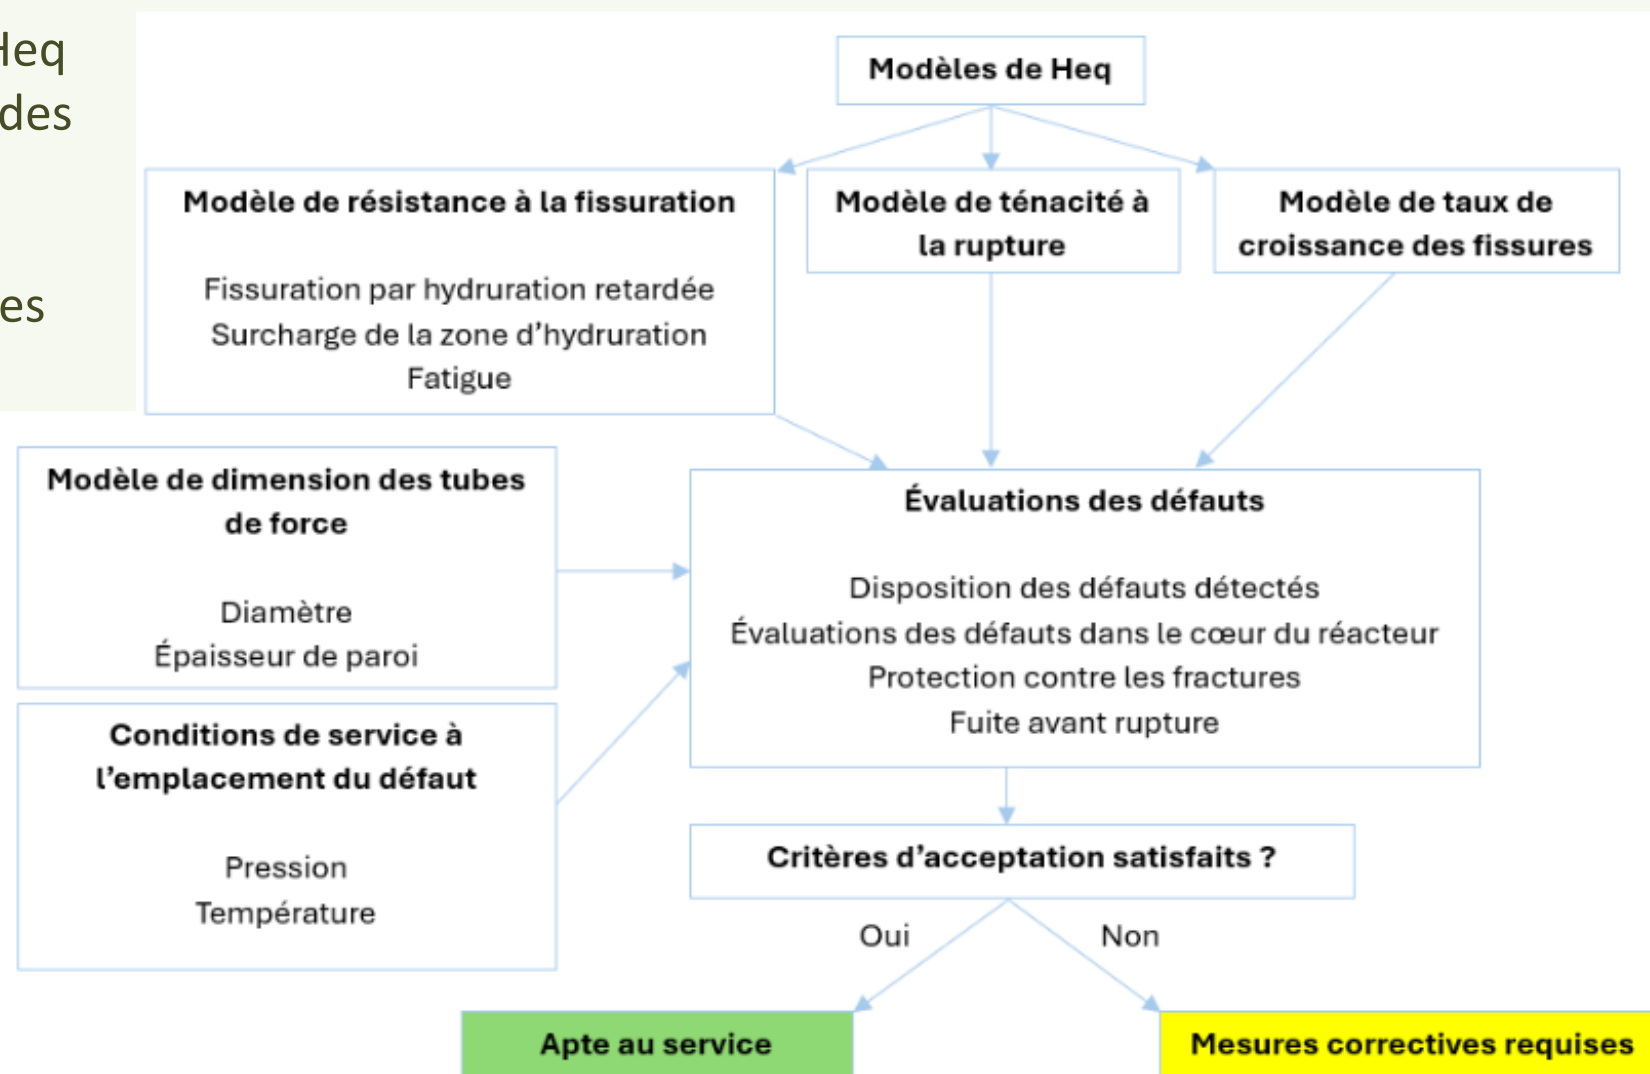 Heq
des
es
Modèles de Heq
Modèle de résistance à la fissuration
Fissuration par hydruration retardée
Surcharge de la zone d’hydruration
Fatigue
Modèle de ténacité à
la rupture
Modèle de taux de
croissance des fissures
Modèle de dimension des tubes
de force
Diamètre
Épaisseur de paroi
Conditions de service à
l’emplacement du défaut
Pression
Température
Évaluations des défauts
Disposition des défauts détectés
Évaluations des défauts dans le cœur du réacteur
Protection contre les fractures
Fuite avant rupture
Critères d’acceptation satisfaits ?
Oui
Non
Apte au service
Mesures correctives requises